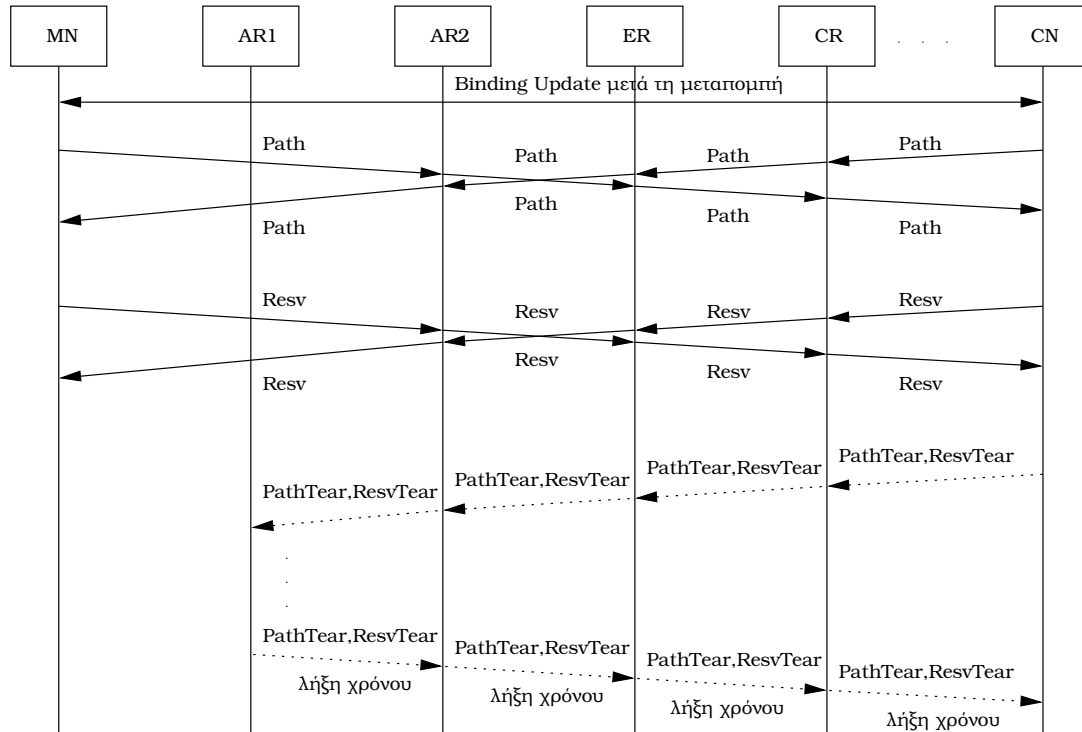 MN AR1 AR2 ER CR . . . CN
Binding Update μετά τη μεταπομπή
Path Path Path Path
Path Path Path Path
Resv Resv Resv Resv
Resv Resv Resv Resv
PathTear,ResvTear PathTear,ResvTear PathTear,ResvTear PathTear,ResvTear
PathTear,ResvTear PathTear,ResvTear PathTear,ResvTear PathTear,ResvTear
λήξη χρόνου λήξη χρόνου λήξη χρόνου λήξη χρόνου